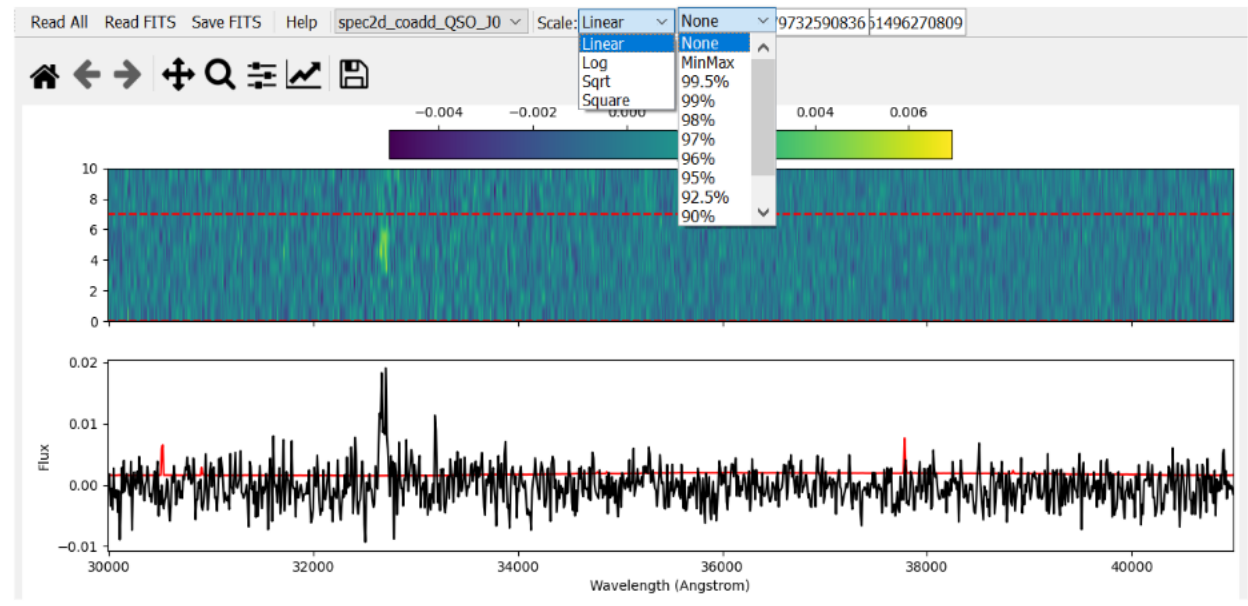 Read All Read FITS Save FITS Help spec2d_coadd_QSO_J0 Scale: Linear None 9732590836 51496270809
Linear
Log
Sqrt
Square
None
MinMax
99.5%
99%
98%
97%
96%
95%
92.5%
90%
−0.004 −0.002 0.000 0.004 0.006
10
8
6
4
2
0
Flux
0.02
0.01
0.00
−0.01
30000 32000 34000 36000 38000 40000
Wavelength (Angstrom)